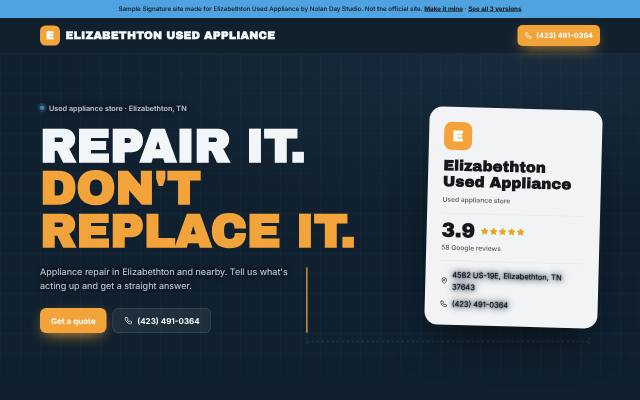 Sample Signature site made for Elizabethton Used Appliance by Nolan Day Studio. Not the official site. Make it mine · See all 3 versions
E ELIZABETHTON USED APPLIANCE
(423) 491-0364
Used appliance store · Elizabethton, TN
REPAIR IT.
DON'T
REPLACE IT.
Appliance repair in Elizabethton and nearby. Tell us what's
acting up and get a straight answer.
Get a quote
(423) 491-0364
E
Elizabethton
Used Appliance
Used appliance store
3.9
58 Google reviews
4582 US-19E, Elizabethton, TN
37643
(423) 491-0364